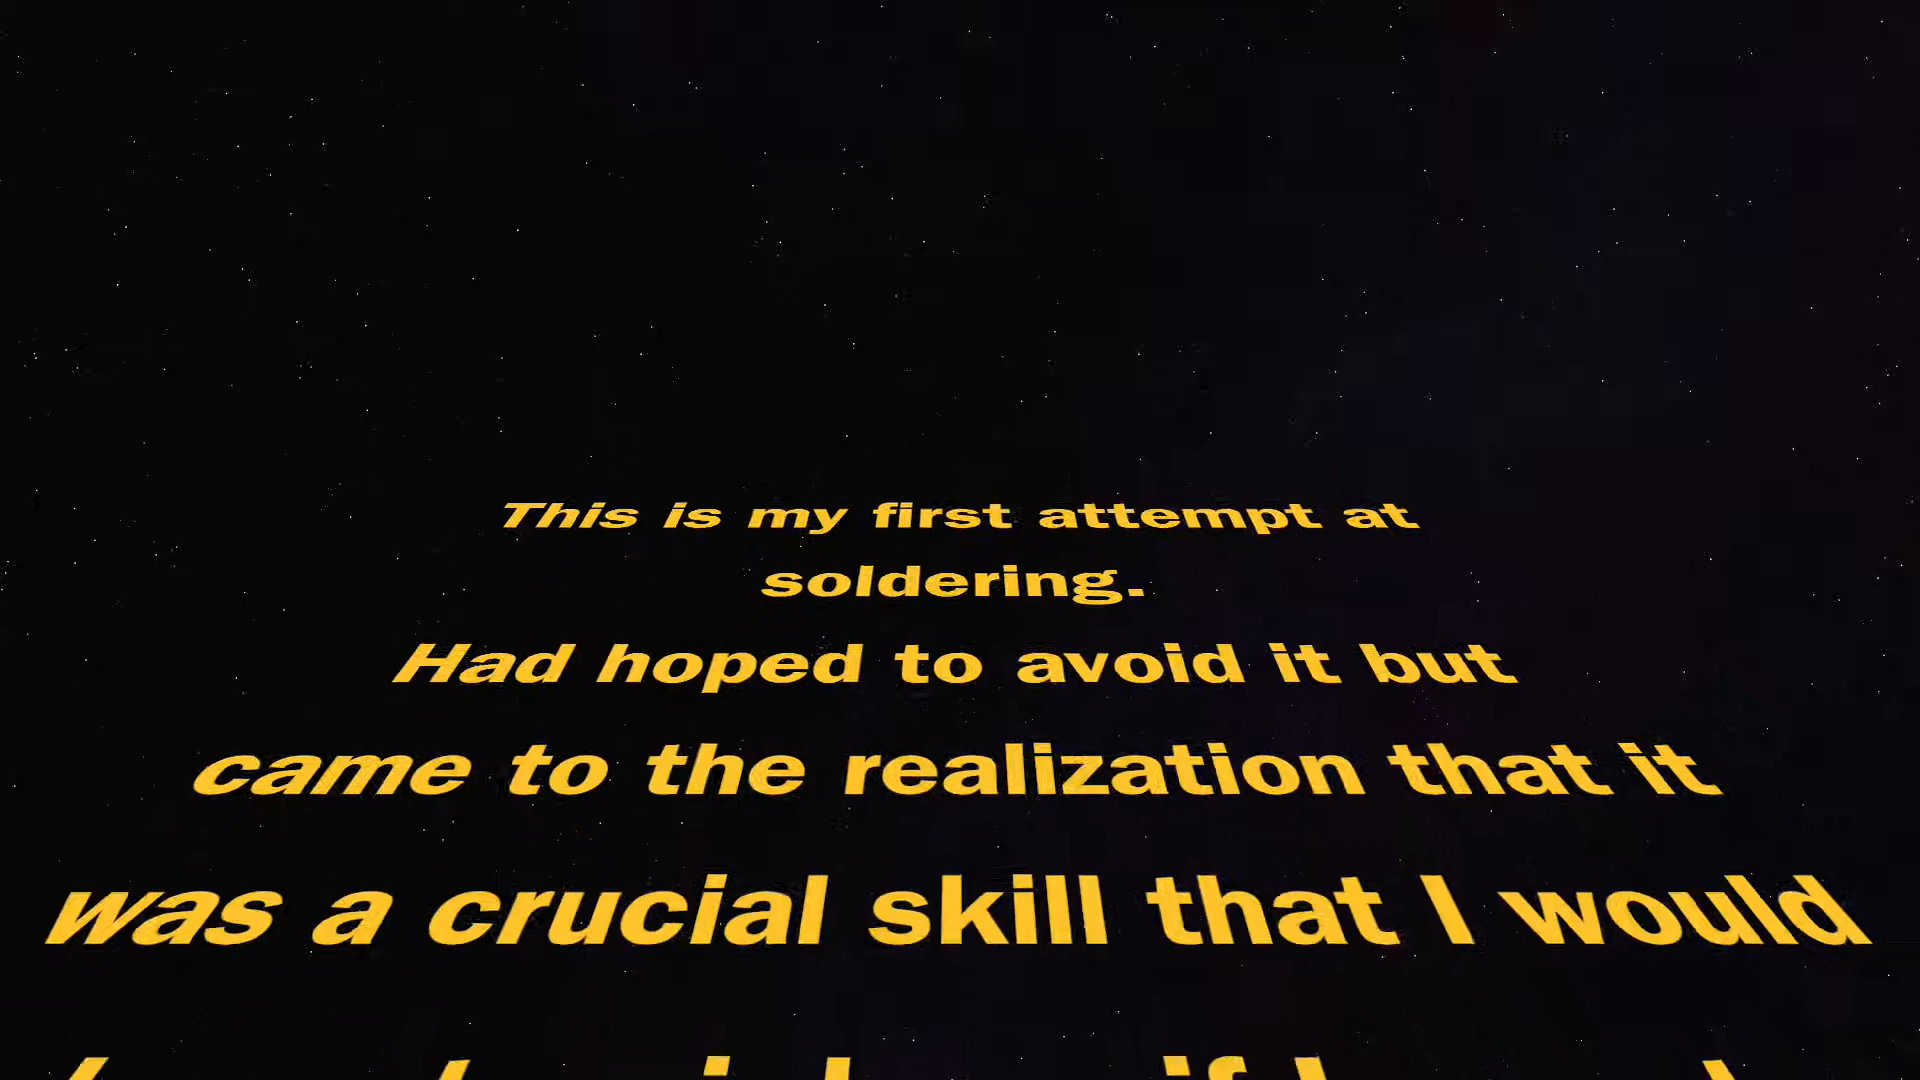 This is my first attempt at
soldering.
Had hoped to avoid it but
came to the realization that it
was a crucial skill that I would